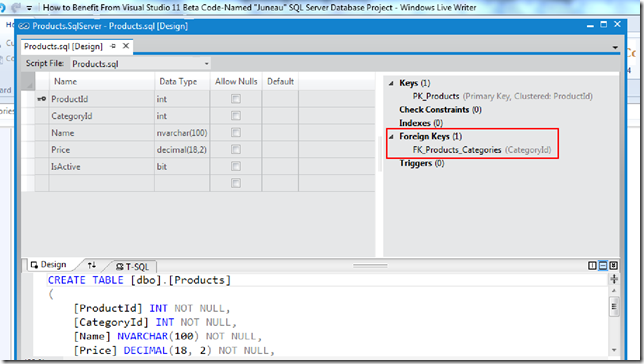 How to Benefit From Visual Studio 11 Beta Code-Named "Juneau" SQL Server Database Project - Windows Live Writer
Products.SqlServer - Products.sql [Design]
Products.sql [Design]
Script File: Products.sql
Name Data Type Allow Nulls Default
ProductId int
CategoryId int
Name nvarchar(100)
Price decimal(18,2)
IsActive bit
Keys (1)
PK_Products (Primary Key, Clustered: ProductId)
Check Constraints (0)
Indexes (0)
Foreign Keys (1)
FK_Products_Categories (CategoryId)
Triggers (0)
Design T-SQL
CREATE TABLE [dbo].[Products]
(
[ProductId] INT NOT NULL,
[CategoryId] INT NOT NULL,
[Name] NVARCHAR(100) NOT NULL,
[Price] DECIMAL(18, 2) NOT NULL,